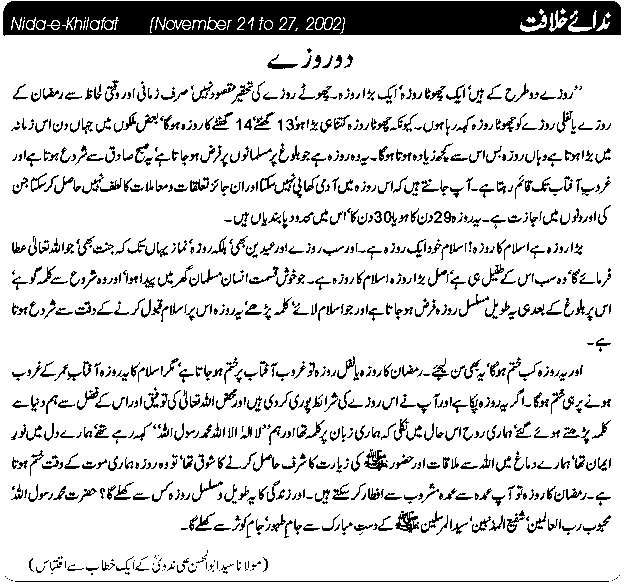 Nida-e-Khilafat (November 21 to 27, 2002) ندائے خلافت
دو روزے
’’روزے دو طرح کے ہیں‘ ایک چھوٹا روزہ‘ ایک بڑا روزہ۔ چھوٹے روزے کی تحقیر مقصود نہیں‘ صرف زمانی اور وقتی لحاظ سے رمضان کے
روزے یا نفلی روزے کو چھوٹا روزہ کہہ رہا ہوں۔ کیونکہ چھوٹا روزہ کتنا ہی بڑا ہو‘ 13 گھنٹے‘ 14 گھنٹے کا روزہ ہوگا‘ بعض ملکوں میں جہاں دن اس زمانہ
میں بڑا ہوتا ہے وہاں روزہ بس اس سے کچھ زیادہ ہوتا ہوگا۔ یہ وہ روزہ ہے جو بلوغ پر مسلمانوں پر فرض ہو جاتا ہے‘ یہ صبح صادق سے شروع ہوتا ہے اور
غروب آفتاب تک قائم رہتا ہے۔ آپ جانتے ہیں کہ اس روزہ میں آدمی کھا پی نہیں سکتا اور ان جائز تعلقات و معاملات کا لطف نہیں حاصل کر سکتا جن
کی اور دنوں میں اجازت ہے۔ یہ روزہ 29 دن کا ہو یا 30 دن کا‘ اس میں محدود پابندیاں ہیں۔
بڑا روزہ ہے اسلام کا روزہ! اسلام خود ایک روزہ ہے۔ اور سب روزے اور عیدین بھی‘ بلکہ روزہ‘ نماز یہاں تک کہ جنت بھی‘ جو اللہ تعالٰی عطا
فرمائے گا‘ وہ سب اس کے طفیل ہی ہے‘ اصل بڑا روزہ اسلام کا روزہ ہے۔ جو خوش قسمت انسان مسلمان گھر میں پیدا ہوا‘ اور وہ شروع سے کلمہ گو ہے‘
اس پر بلوغ کے بعد ہی یہ طویل مسلسل روزہ فرض ہو جاتا ہے اور جو اسلام لائے‘ کلمہ پڑھے‘ یہ روزہ اس پر اسلام قبول کرنے کے وقت سے شروع ہوتا
ہے۔
اور یہ روزہ کب ختم ہوگا‘ یہ بھی سن لیجئے۔ رمضان کا روزہ یا نفل روزہ تو غروب آفتاب پر ختم ہو جاتا ہے‘ مگر اسلام کا یہ روزہ آفتاب عمر کے غروب
ہونے پر ہی ختم ہوگا۔ اگر یہ روزہ پکا ہے اور آپ نے اس روزے کی شرائط پوری کر دی ہیں اور محض اللہ تعالٰی کی توفیق اور اس کے فضل سے ہم دنیا سے
کلمہ پڑھتے ہوئے گئے‘ ہماری روح اس حال میں نکلی کہ ہماری زبان پر کلمہ تھا اور ہم ’’لا الٰہ الا اللہ محمد رسول اللہ‘‘ کہہ رہے تھے‘ ہمارے دل میں نورِ
ایمان تھا‘ ہمارے دماغ میں اللہ سے ملاقات اور حضور ﷺ کی زیارت کا شرف حاصل کرنے کا شوق تھا‘ تو وہ روزہ ہماری موت کے وقت ختم ہوتا
ہے۔ رمضان کا روزہ تو آپ عمدہ سے عمدہ مشروب سے افطار کر سکتے ہیں۔ اور زندگی کا یہ طویل و مسلسل روزہ کس سے کھلے گا؟ حضرت محمد رسول اللہ‘
محبوب رب العالمین‘ شفیع المذنبین‘ سید المرسلین ﷺ کے دستِ مبارک سے جامِ طہور‘ جامِ کوثر سے کھلے گا۔
(مولانا سید ابوالحسن علی ندویؒ کے ایک خطاب سے اقتباس)